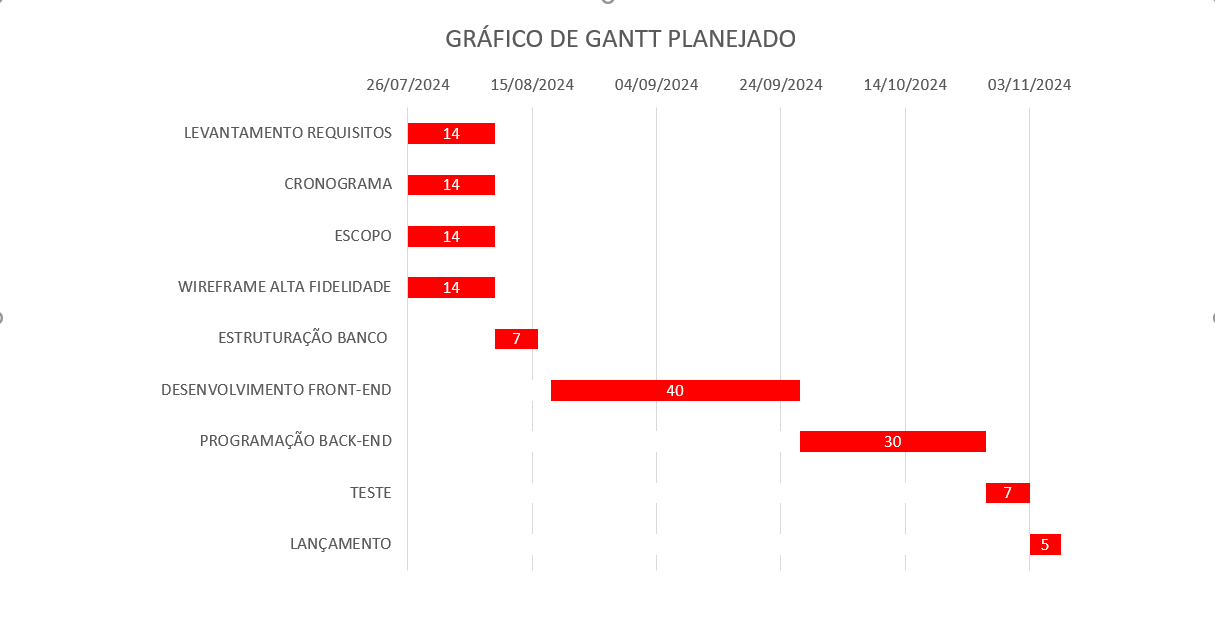 GRÁFICO DE GANTT PLANEJADO
26/07/2024 15/08/2024 04/09/2024 24/09/2024 14/10/2024 03/11/2024
LEVANTAMENTO REQUISITOS 14
CRONOGRAMA 14
ESCOPO 14
WIREFRAME ALTA FIDELIDADE 14
ESTRUTURAÇÃO BANCO 7
DESENVOLVIMENTO FRONT-END 40
PROGRAMAÇÃO BACK-END 30
TESTE 7
LANÇAMENTO 5